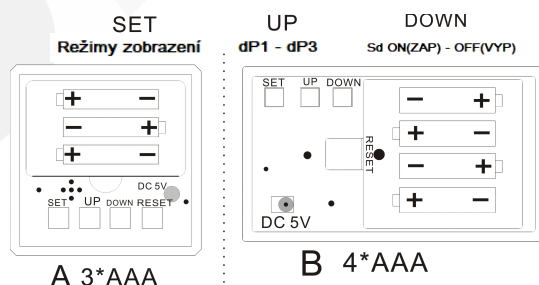 SET UP DOWN
Režimy zobrazení dP1 - dP3 Sd ON(ZAP) - OFF(VYP)
+ −
− +
+ −
DC 5V
SET UP DOWN RESET
A 3*AAA
SET UP DOWN
− +
+ −
− +
+ −
RESET
DC 5V
B 4*AAA